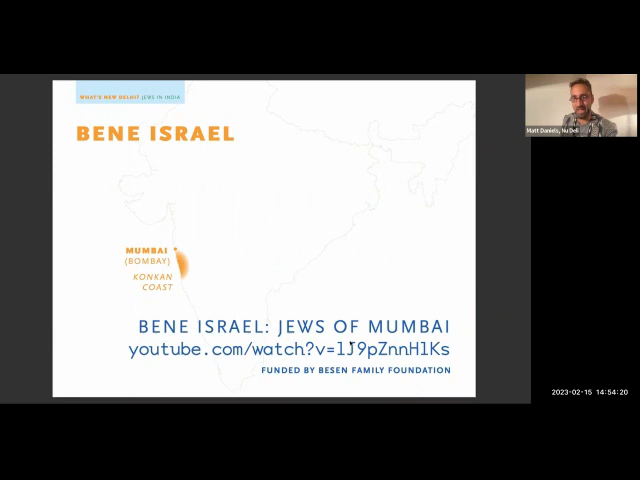 WHAT'S NEW DELHI? JEWS IN INDIA
BENE ISRAEL
MUMBAI
(BOMBAY)
KONKAN
COAST
BENE ISRAEL: JEWS OF MUMBAI
youtube.com/watch?v=lJ9pZnnHlKs
FUNDED BY BESEN FAMILY FOUNDATION
Matt Daniels, Nu Deli
2023-02-15 14:54:20